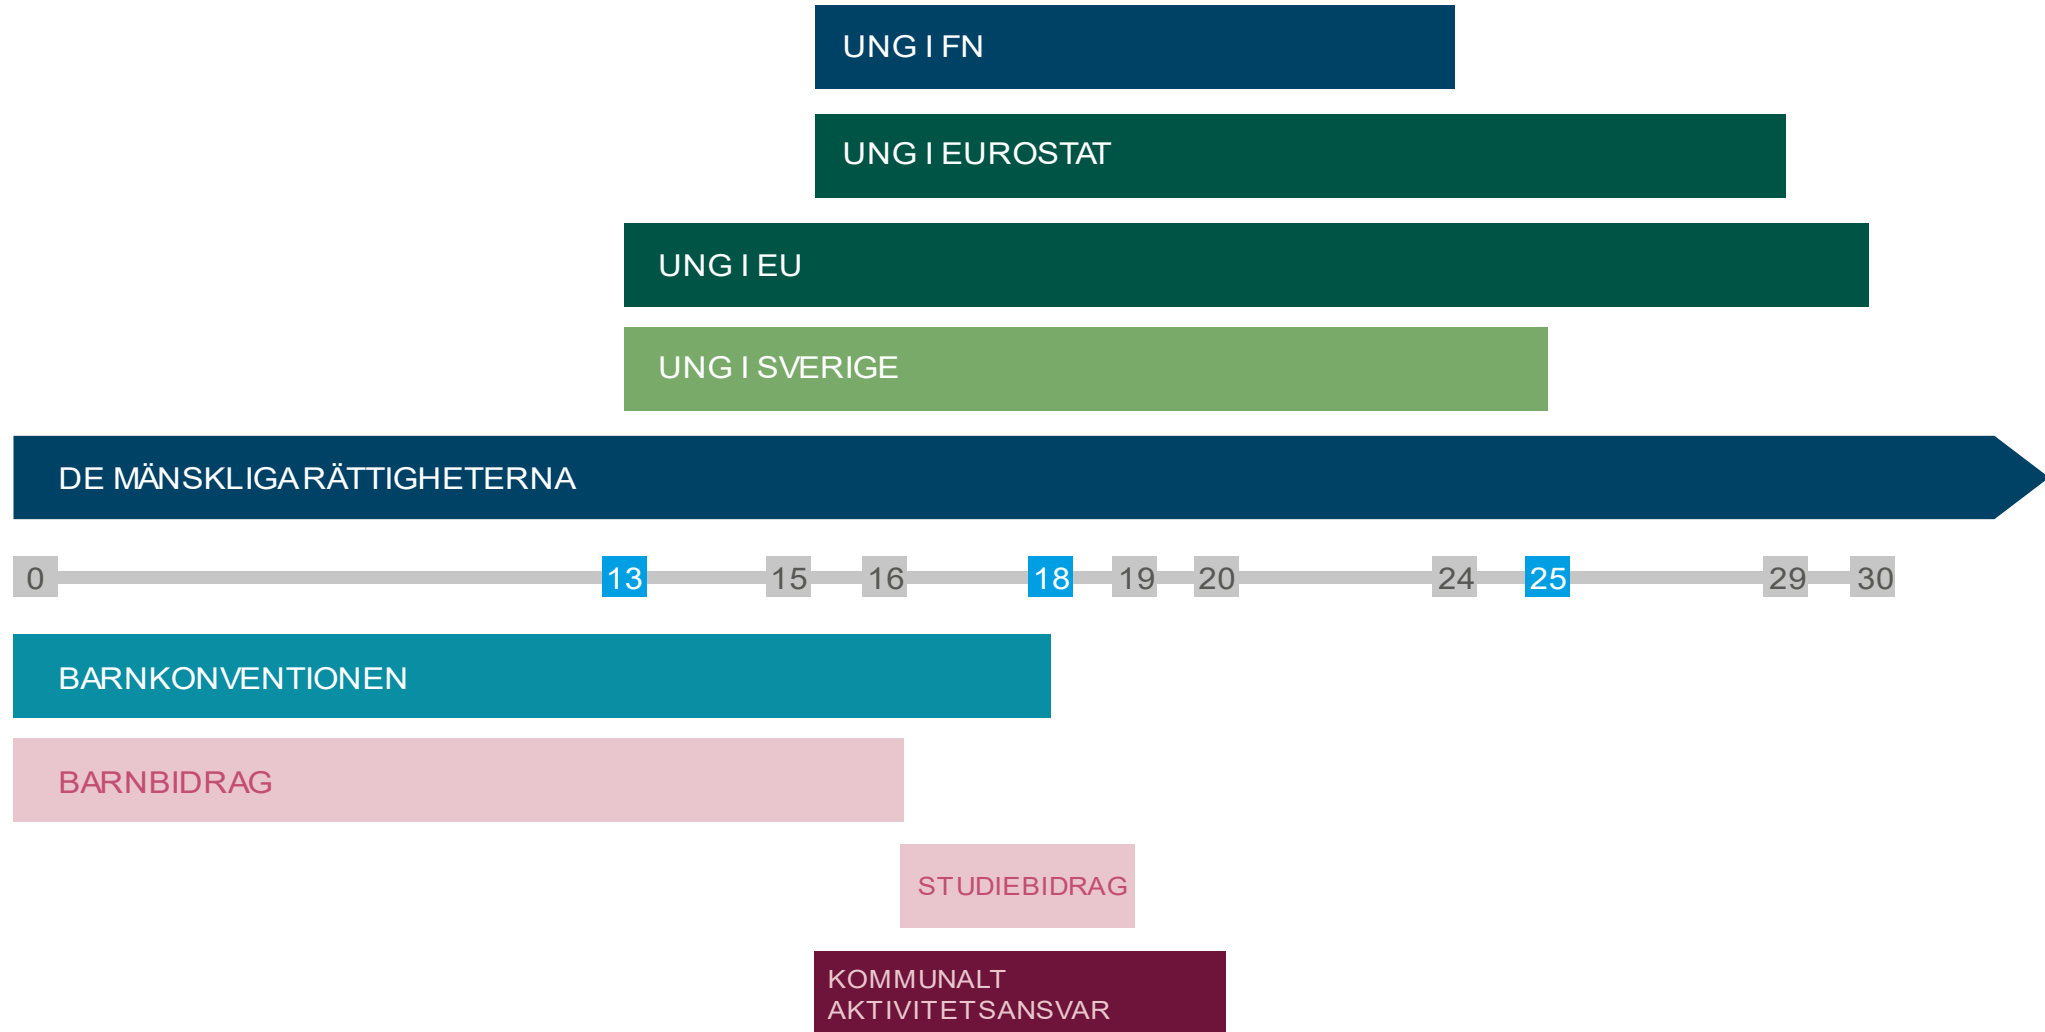 UNG I FN
UNG I EUROSTAT
UNG I EU
UNG I SVERIGE
DE MÄNSKLIGA RÄTTIGHETERNA
0 13 15 16 18 19 20 24 25 29 30
BARNKONVENTIONEN
BARNBIDRAG
STUDIEBIDRAG
KOMMUNALT
AKTIVITETSANSVAR